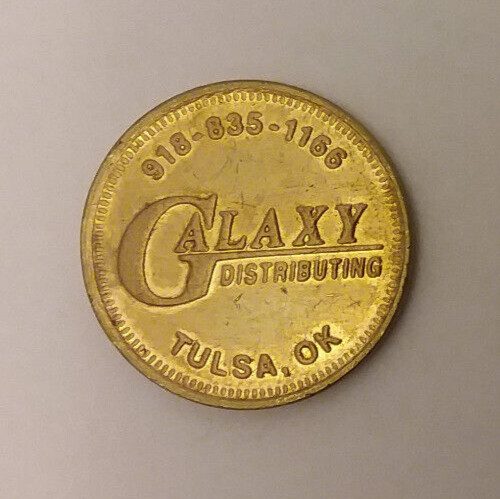 918-835-1166
GALAXY
DISTRIBUTING
TULSA, OK